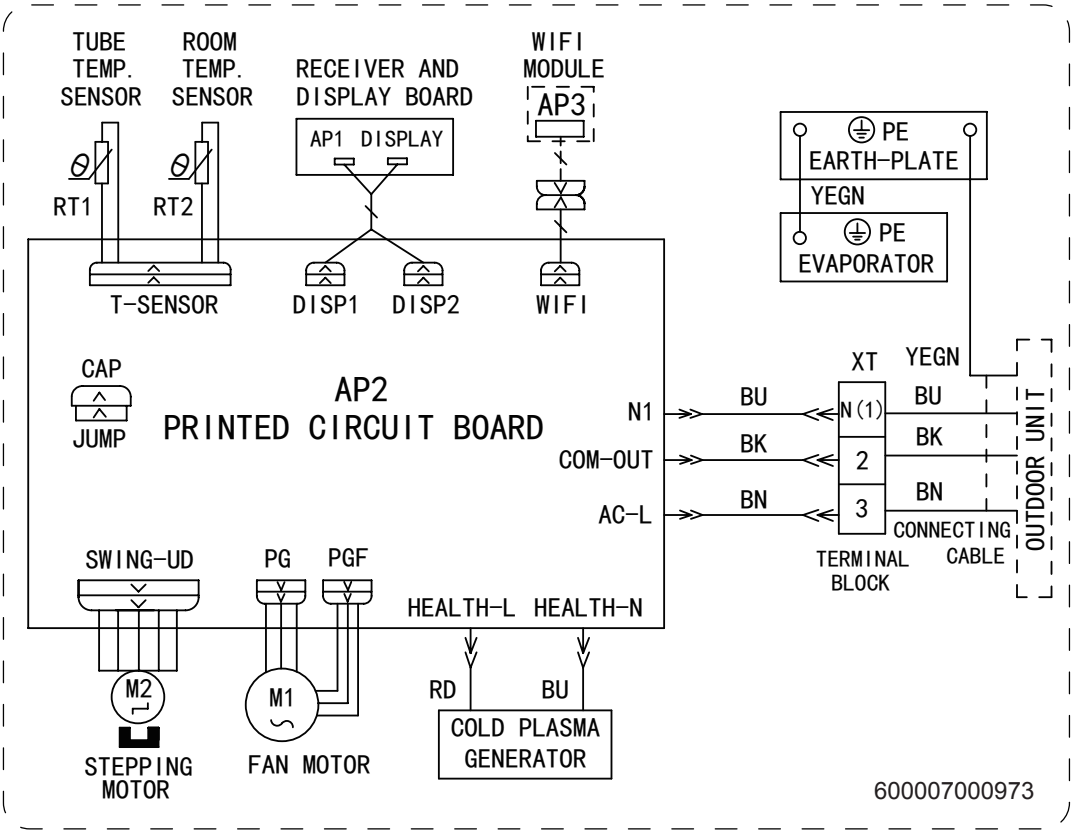 TUBE
TEMP.
SENSOR
ROOM
TEMP.
SENSOR
RECEIVER AND
DISPLAY BOARD
AP1 DISPLAY
WIFI
MODULE
AP3
θ
RT1
θ
RT2
PE
EARTH-PLATE
YEGN
PE
EVAPORATOR
T-SENSOR
DISP1
DISP2
WIFI
CAP
JUMP
AP2
PRINTED CIRCUIT BOARD
N1
COM-OUT
AC-L
BU
BK
BN
XT
N(1)
2
3
TERMINAL
BLOCK
YEGN
BU
BK
BN
CONNECTING
CABLE
OUTDOOR UNIT
SWING-UD
PG
PGF
HEALTH-L
HEALTH-N
M2
STEPPING
MOTOR
M1
FAN MOTOR
RD
BU
COLD PLASMA
GENERATOR
600007000973